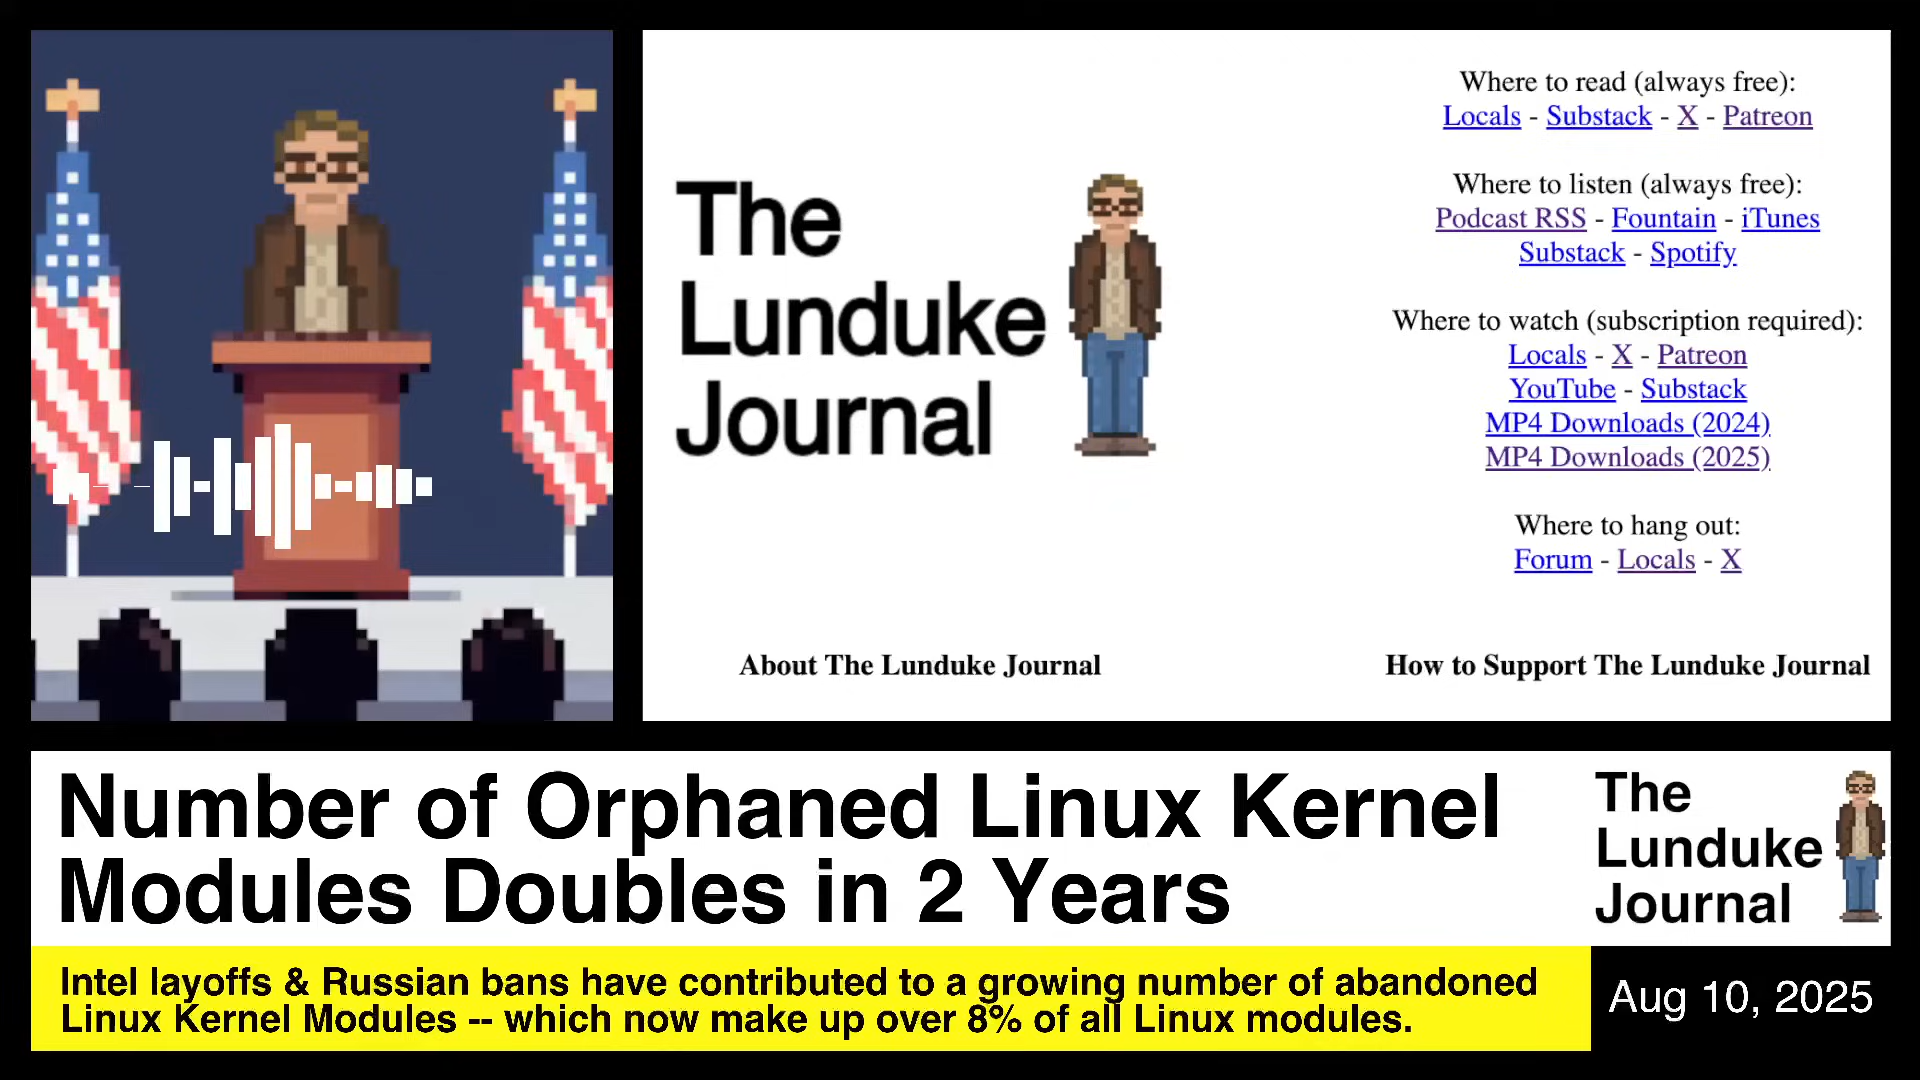 The
Lunduke
Journal
Where to read (always free):
Locals - Substack - X - Patreon
Where to listen (always free):
Podcast RSS - Fountain - iTunes
Substack - Spotify
Where to watch (subscription required):
Locals - X - Patreon
YouTube - Substack
MP4 Downloads (2024)
MP4 Downloads (2025)
Where to hang out:
Forum - Locals - X
About The Lunduke Journal
How to Support The Lunduke Journal
Number of Orphaned Linux Kernel
Modules Doubles in 2 Years
The
Lunduke
Journal
Intel layoffs & Russian bans have contributed to a growing number of abandoned
Linux Kernel Modules -- which now make up over 8% of all Linux modules.
Aug 10, 2025